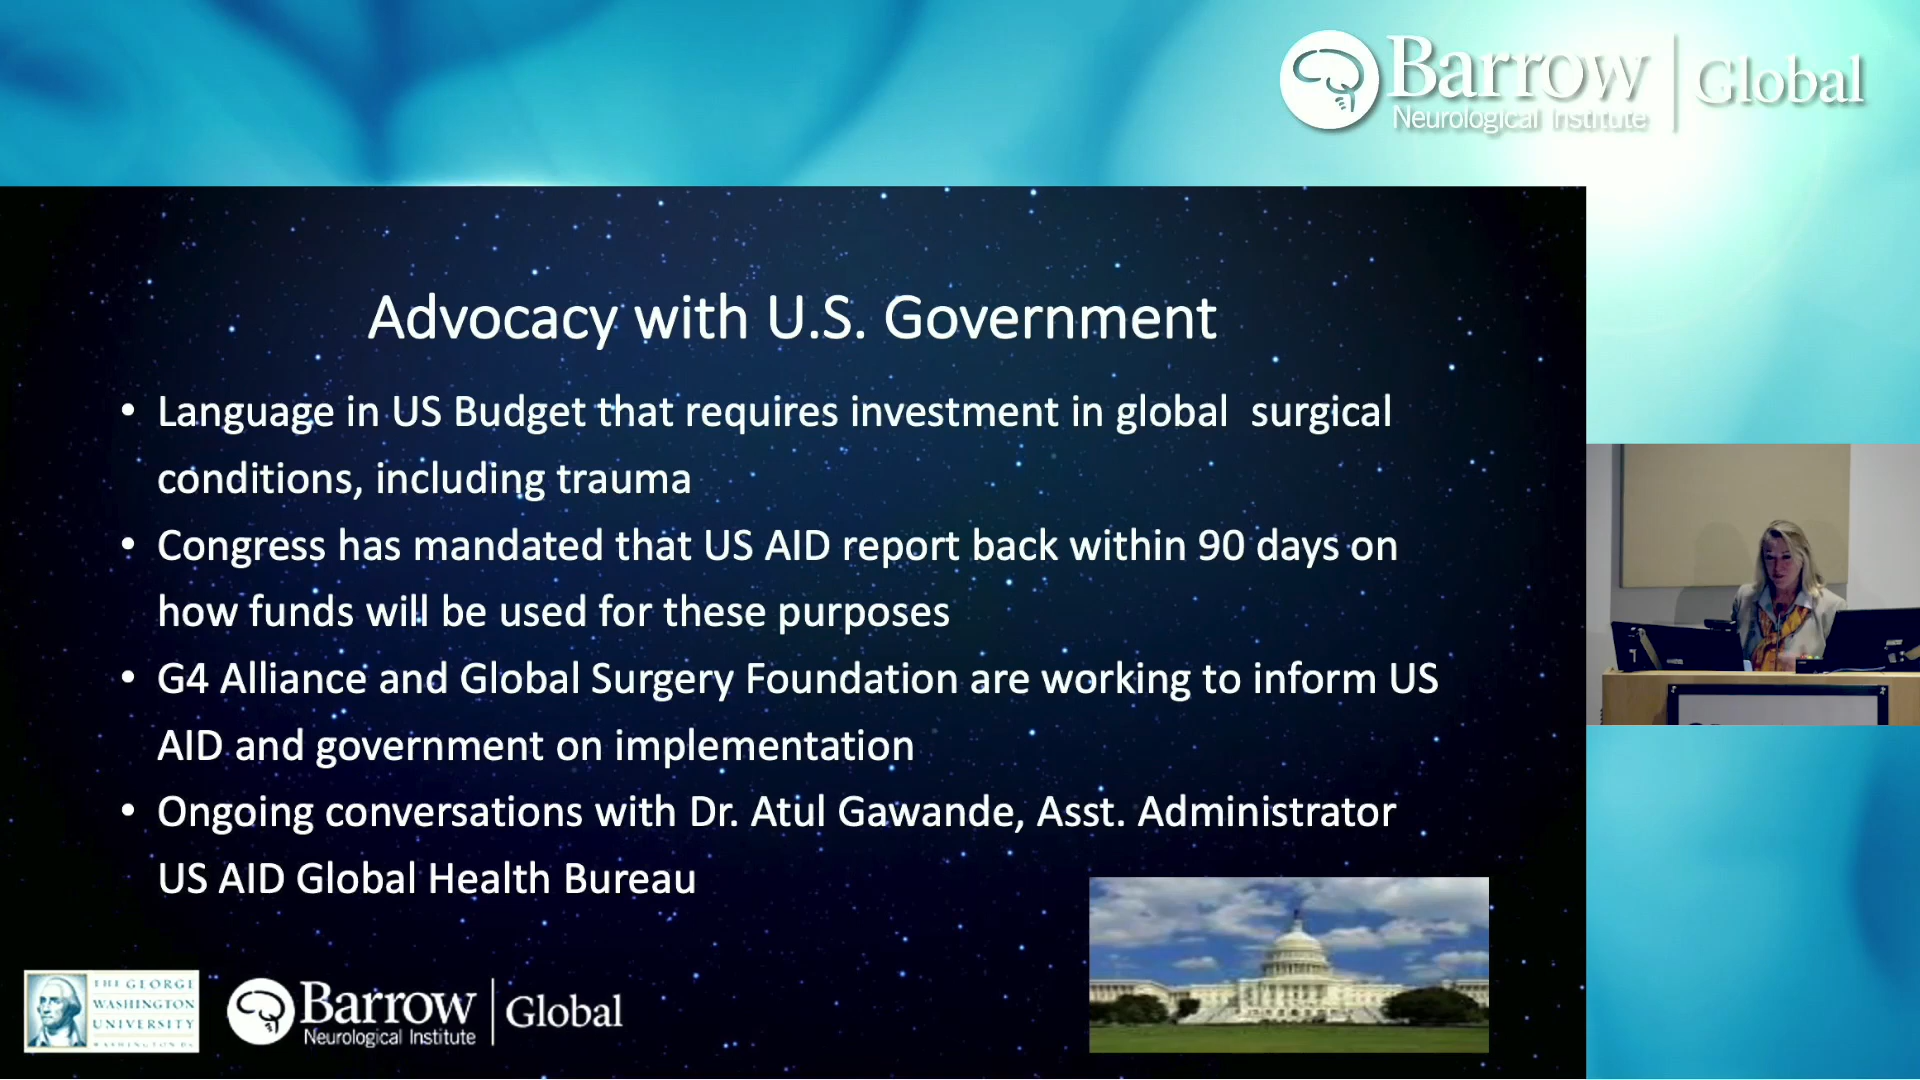 Barrow
Neurological Institute
Global
Advocacy with U.S. Government
• Language in US Budget that requires investment in global  surgical
conditions, including trauma
• Congress has mandated that US AID report back within 90 days on
how funds will be used for these purposes
• G4 Alliance and Global Surgery Foundation are working to inform US
AID and government on implementation
• Ongoing conversations with Dr. Atul Gawande, Asst. Administrator
US AID Global Health Bureau
THE GEORGE
WASHINGTON
UNIVERSITY
WASHINGTON DC
Barrow
Neurological Institute
Global